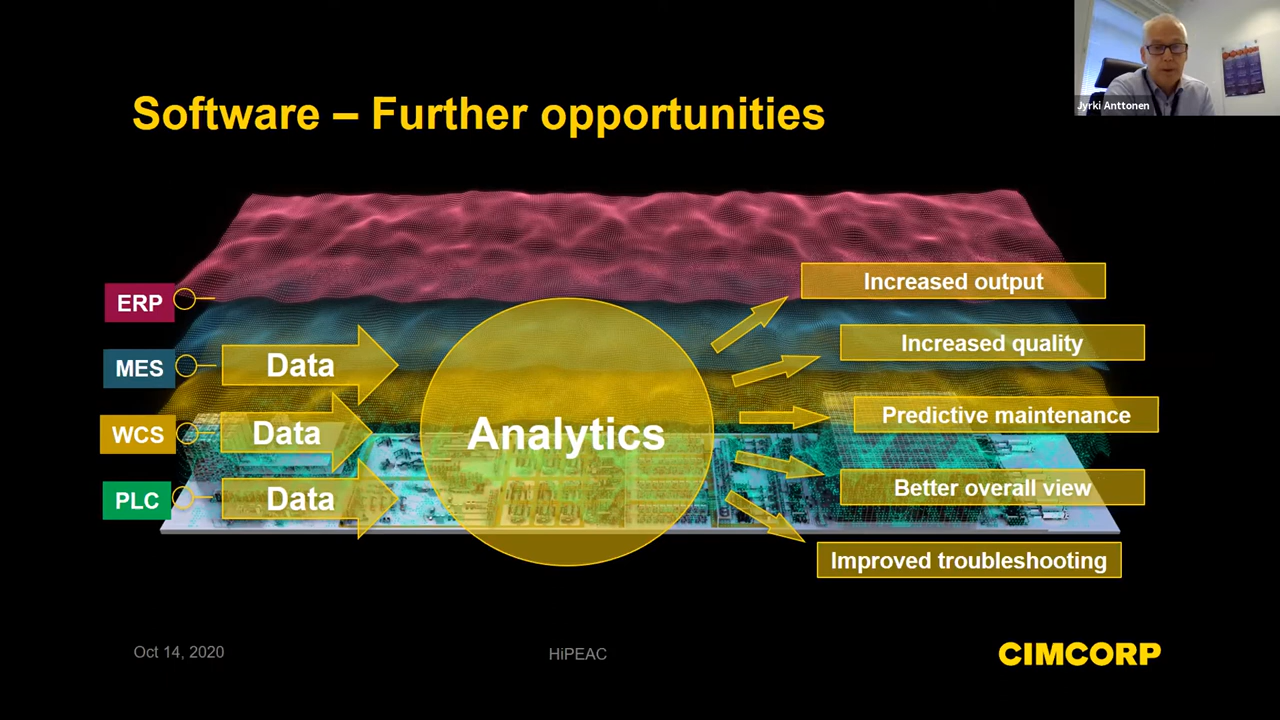 Jyrki Anttonen
Software – Further opportunities
ERP
MES
WCS
PLC
Data
Data
Data
Analytics
Increased output
Increased quality
Predictive maintenance
Better overall view
Improved troubleshooting
Oct 14, 2020
HiPEAC
CIMCORP